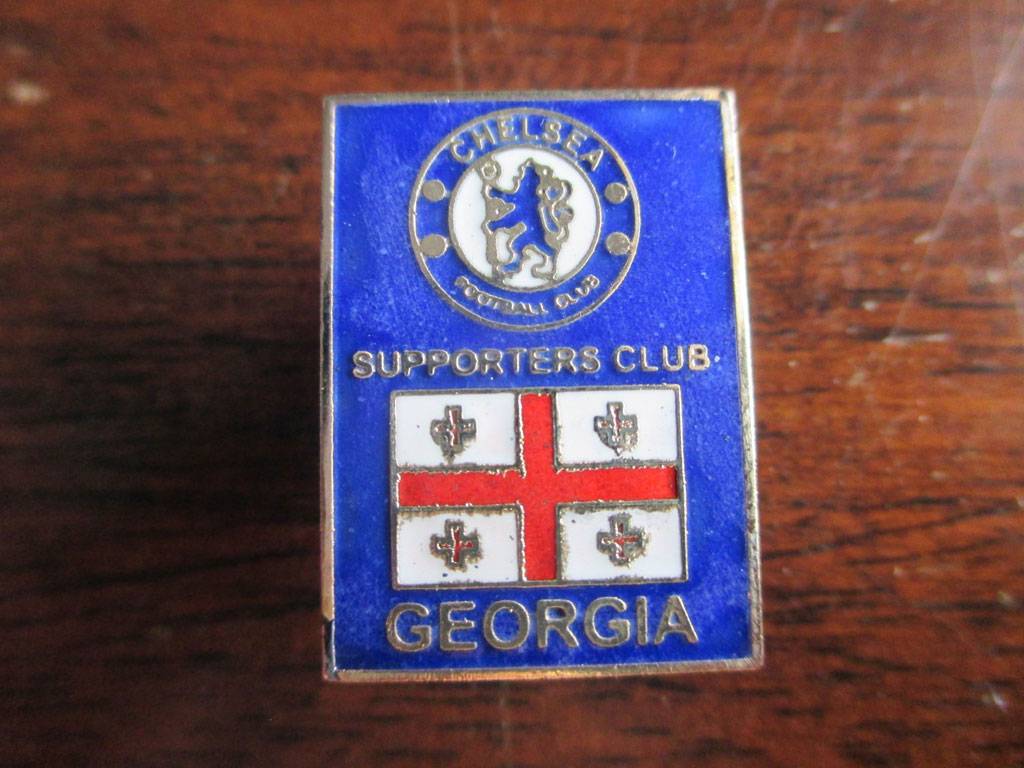 CHELSEA
FOOTBALL CLUB
SUPPORTERS CLUB
GEORGIA